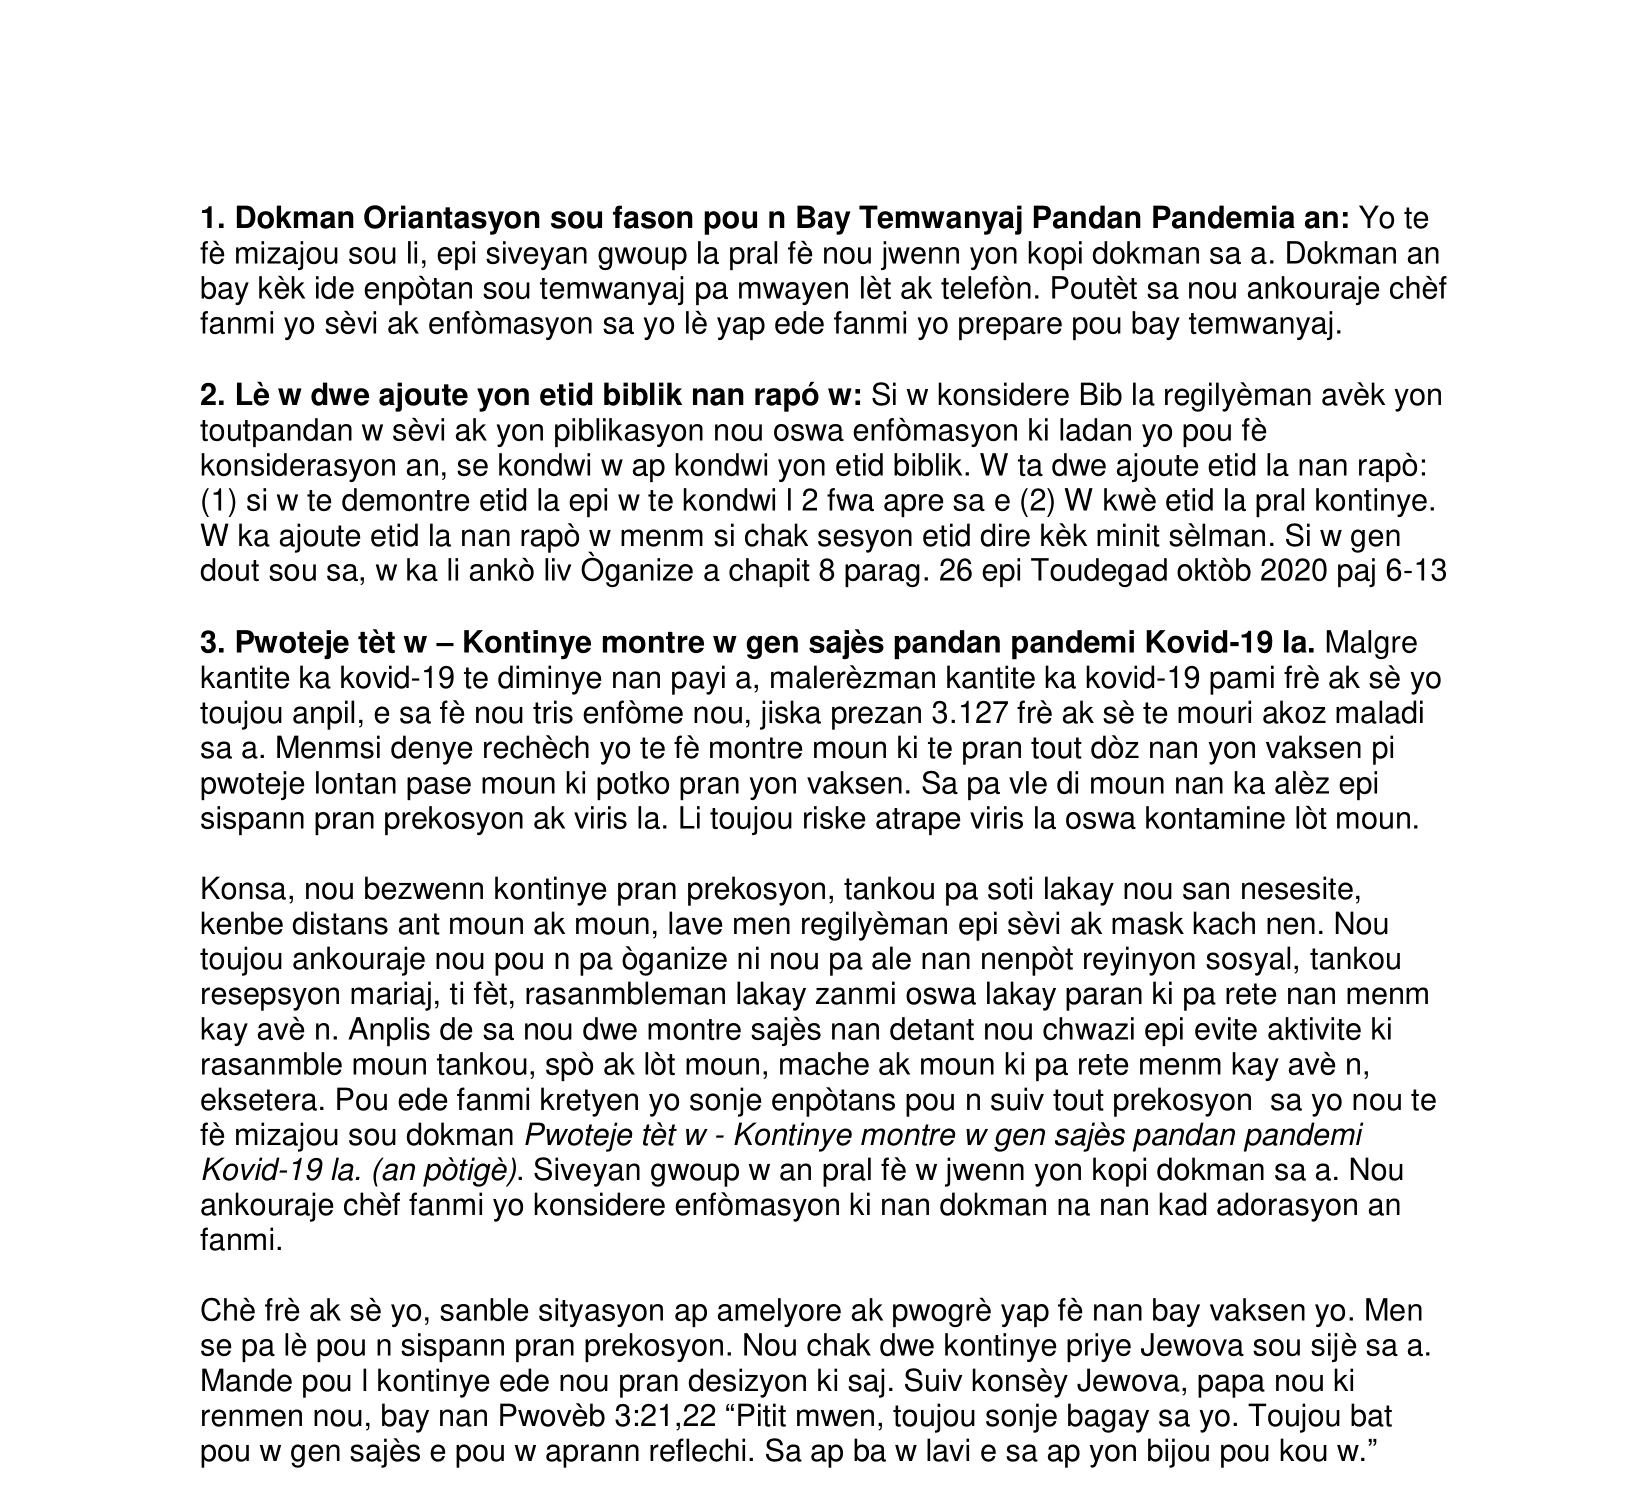 1. Dokman Oriantasyon sou fason pou n Bay Temwanyaj Pandan Pandemia an: Yo te
fè mizajou sou li, epi siveyan gwoup la pral fè nou jwenn yon kopi dokman sa a. Dokman an
bay kèk ide enpòtan sou temwanyaj pa mwayen lèt ak telefòn. Poutèt sa nou ankouraje chèf
fanmi yo sèvi ak enfòmasyon sa yo lè yap ede fanmi yo prepare pou bay temwanyaj.
2. Lè w dwe ajoute yon etid biblik nan rapó w: Si w konsidere Bib la regilyèman avèk yon
toutpandan w sèvi ak yon piblikasyon nou oswa enfòmasyon ki ladan yo pou fè
konsiderasyon an, se kondwi w ap kondwi yon etid biblik. W ta dwe ajoute etid la nan rapò:
(1) si w te demontre etid la epi w te kondwi l 2 fwa apre sa e (2) W kwè etid la pral kontinye.
W ka ajoute etid la nan rapò w menm si chak sesyon etid dire kèk minit sèlman. Si w gen
dout sou sa, w ka li ankò liv Òganize a chapit 8 parag. 26 epi Toudegad oktòb 2020 paj 6-13
3. Pwoteje tèt w – Kontinye montre w gen sajès pandan pandemi Kovid-19 la. Malgre
kantite ka kovid-19 te diminye nan payi a, malerèzman kantite ka kovid-19 pami frè ak sè yo
toujou anpil, e sa fè nou tris enfòme nou, jiska prezan 3.127 frè ak sè te mouri akoz maladi
sa a. Menmsi denye rechèch yo te fè montre moun ki te pran tout dòz nan yon vaksen pi
pwoteje lontan pase moun ki potko pran yon vaksen. Sa pa vle di moun nan ka alèz epi
sispann pran prekosyon ak viris la. Li toujou riske atrape viris la oswa kontamine lòt moun.
Konsa, nou bezwenn kontinye pran prekosyon, tankou pa soti lakay nou san nesesite,
kenbe distans ant moun ak moun, lave men regilyèman epi sèvi ak mask kach nen. Nou
toujou ankouraje nou pou n pa òganize ni nou pa ale nan nenpòt reyinyon sosyal, tankou
resepsyon mariaj, ti fèt, rasanmbleman lakay zanmi oswa lakay paran ki pa rete nan menm
kay avè n. Anplis de sa nou dwe montre sajès nan detant nou chwazi epi evite aktivite ki
rasanmble moun tankou, spò ak lòt moun, mache ak moun ki pa rete menm kay avè n,
eksetera. Pou ede fanmi kretyen yo sonje enpòtans pou n suiv tout prekosyon  sa yo nou te
fè mizajou sou dokman Pwoteje tèt w - Kontinye montre w gen sajès pandan pandemi
Kovid-19 la. (an pòtigè). Siveyan gwoup w an pral fè w jwenn yon kopi dokman sa a. Nou
ankouraje chèf fanmi yo konsidere enfòmasyon ki nan dokman na nan kad adorasyon an
fanmi.
Chè frè ak sè yo, sanble sityasyon ap amelyore ak pwogrè yap fè nan bay vaksen yo. Men
se pa lè pou n sispann pran prekosyon. Nou chak dwe kontinye priye Jewova sou sijè sa a.
Mande pou l kontinye ede nou pran desizyon ki saj. Suiv konsèy Jewova, papa nou ki
renmen nou, bay nan Pwovèb 3:21,22 “Pitit mwen, toujou sonje bagay sa yo. Toujou bat
pou w gen sajès e pou w aprann reflechi. Sa ap ba w lavi e sa ap yon bijou pou kou w.”